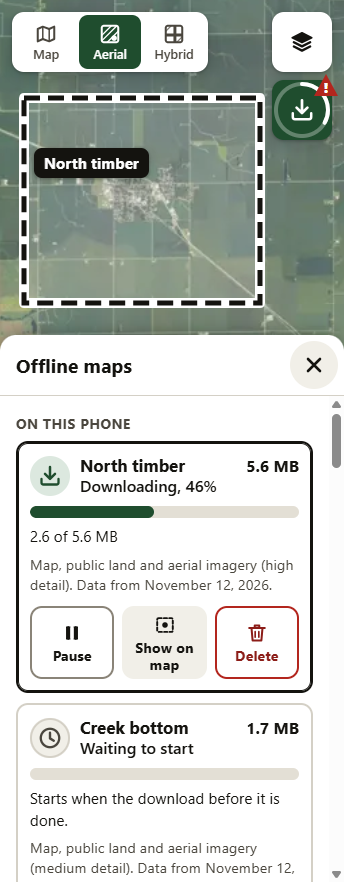 Map
Aerial
Hybrid
North timber
Offline maps
ON THIS PHONE
North timber
5.6 MB
Downloading, 46%
2.6 of 5.6 MB
Map, public land and aerial imagery (high
detail). Data from November 12, 2026.
Pause
Show on
map
Delete
Creek bottom
1.7 MB
Waiting to start
Starts when the download before it is
done.
Map, public land and aerial imagery
(medium detail). Data from November 12,